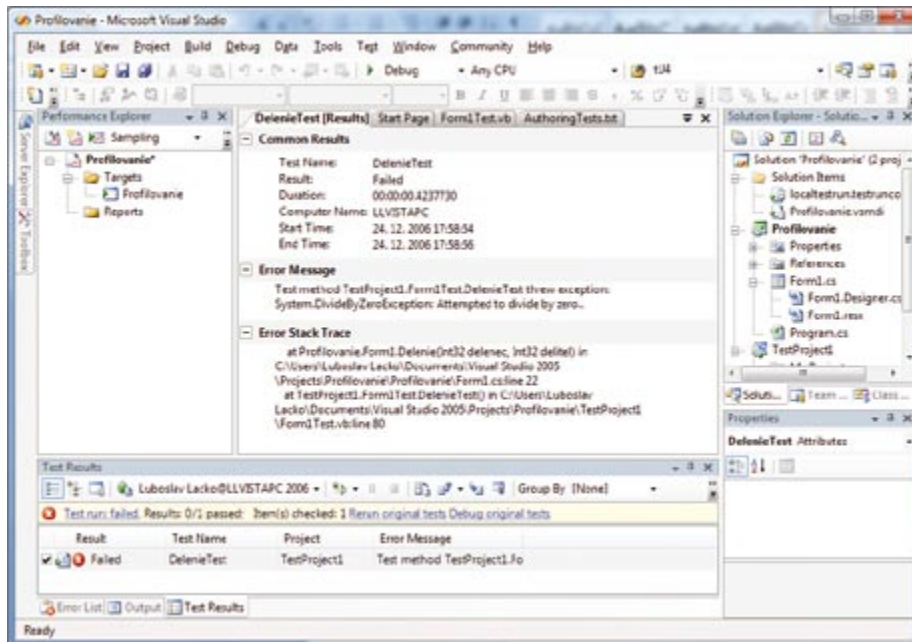 Profilovanie - Microsoft Visual Studio
File Edit View Project Build Debug Data Tools Test Window Community Help
Debug Any CPU
Performance Explorer
Sampling
Profilovanie*
Targets
Profilovanie
Reports
Server Explorer
Toolbox
DelenieTest [Results] Start Page Form1Test.vb AuthoringTests.txt
Common Results
Test Name: DelenieTest
Result: Failed
Duration: 00:00:00.4237730
Computer Name: LLVISTAPC
Start Time: 24. 12. 2006 17:58:54
End Time: 24. 12. 2006 17:58:56
Error Message
Test method TestProject1.Form1Test.DelenieTest threw exception:
System.DivideByZeroException: Attempted to divide by zero..
Error Stack Trace
at Profilovanie.Form1.Delenie(Int32 delenec, Int32 delitel) in
C:\Users\Luboslav Lacko\Documents\Visual Studio 2005
\Projects\Profilovanie\Profilovanie\Form1.cs:line 22
at TestProject1.Form1Test.DelenieTest() in C:\Users\Luboslav
Lacko\Documents\Visual Studio 2005\Projects\Profilovanie\TestProject1
\Form1Test.vb:line 80
Solution Explorer - Solutio...
Solution 'Profilovanie' (2 proj
Solution Items
localtestrun.testrunco
Profilovanie.vsmdi
Profilovanie
Properties
References
Form1.cs
Form1.Designer.cs
Form1.resx
Program.cs
TestProject1
Soluti... Team ... Class ...
Properties
DelenieTest Attributes
Test Results
Luboslav Lacko@LLVISTAPC 2006 Group By [None]
Test run: failed. Results: 0/1 passed; Item(s) checked: 1 Rerun original tests Debug original tests
Result Test Name Project Error Message
Failed DelenieTest TestProject1 Test method TestProject1.Fo
Error List Output Test Results
Ready